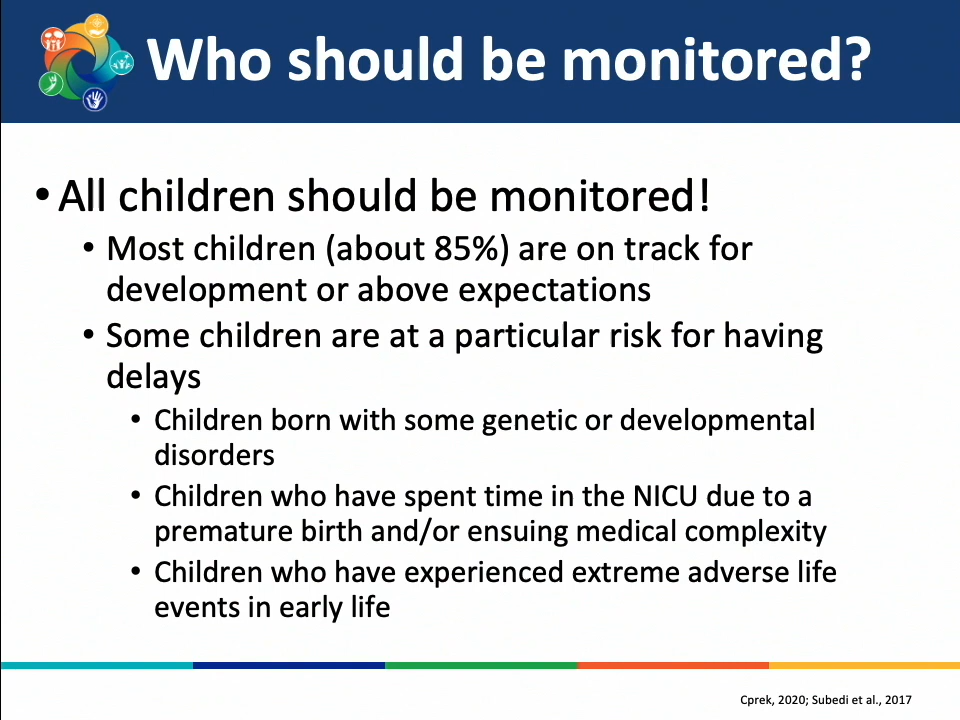 Who should be monitored?
• All children should be monitored!
• Most children (about 85%) are on track for
development or above expectations
• Some children are at a particular risk for having
delays
• Children born with some genetic or developmental
disorders
• Children who have spent time in the NICU due to a
premature birth and/or ensuing medical complexity
• Children who have experienced extreme adverse life
events in early life
Cprek, 2020; Subedi et al., 2017